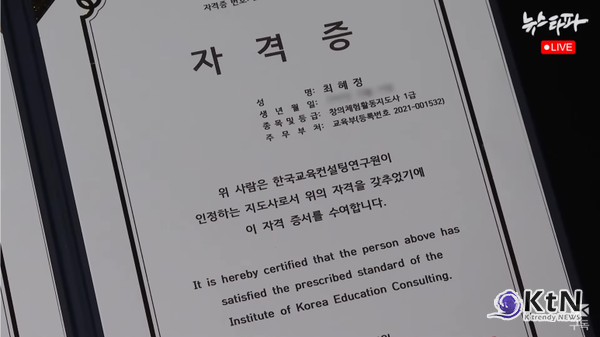 자격증 번호
뉴스타파
LIVE
자 격 증
성 명: 최 혜 정
생 년 월 일:
종 목 및 등 급: 창의체험활동지도사 1급
주 무 부 처: 교육부(등록번호 2021-001532)
위 사람은 한국교육컨설팅연구원이
인정하는 지도사로서 위의 자격을 갖추었기에
이 자격 증서를 수여합니다.
It is hereby certified that the person above has
satisfied the prescribed standard of the
Institute of Korea Education Consulting.
KtN
K trendy NEWS
구독